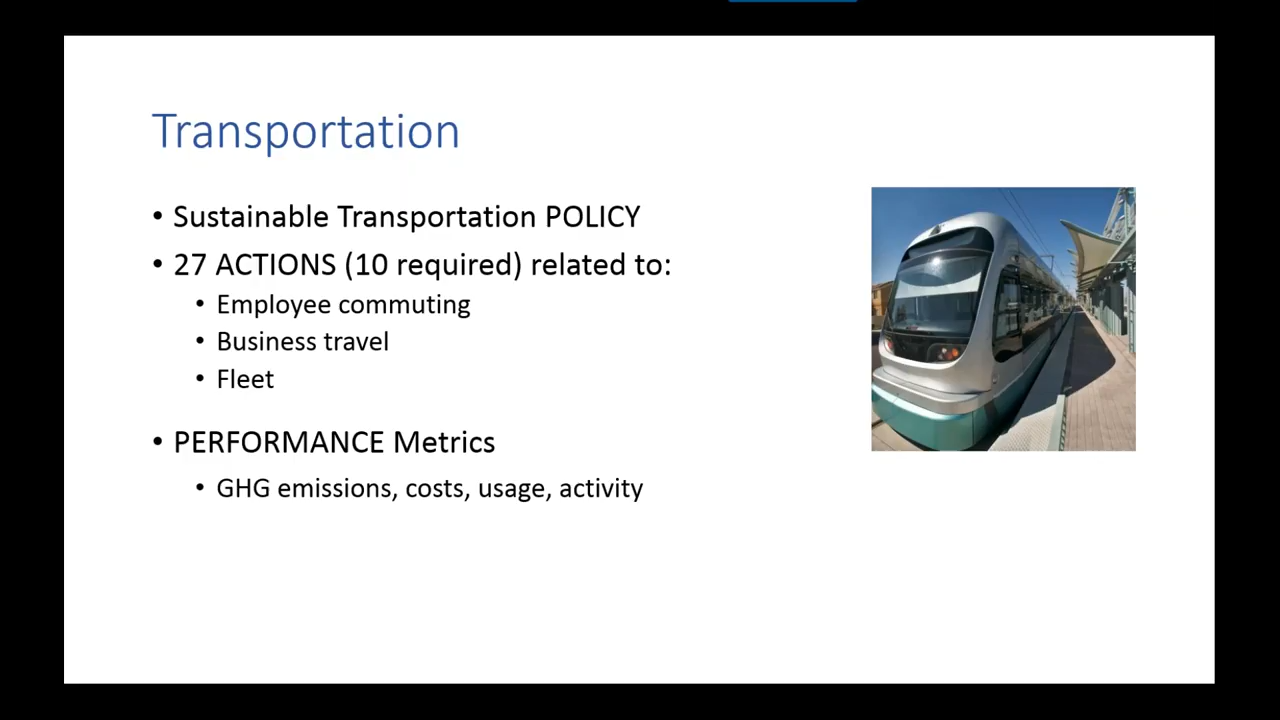 Transportation
• Sustainable Transportation POLICY
• 27 ACTIONS (10 required) related to:
• Employee commuting
• Business travel
• Fleet
• PERFORMANCE Metrics
• GHG emissions, costs, usage, activity